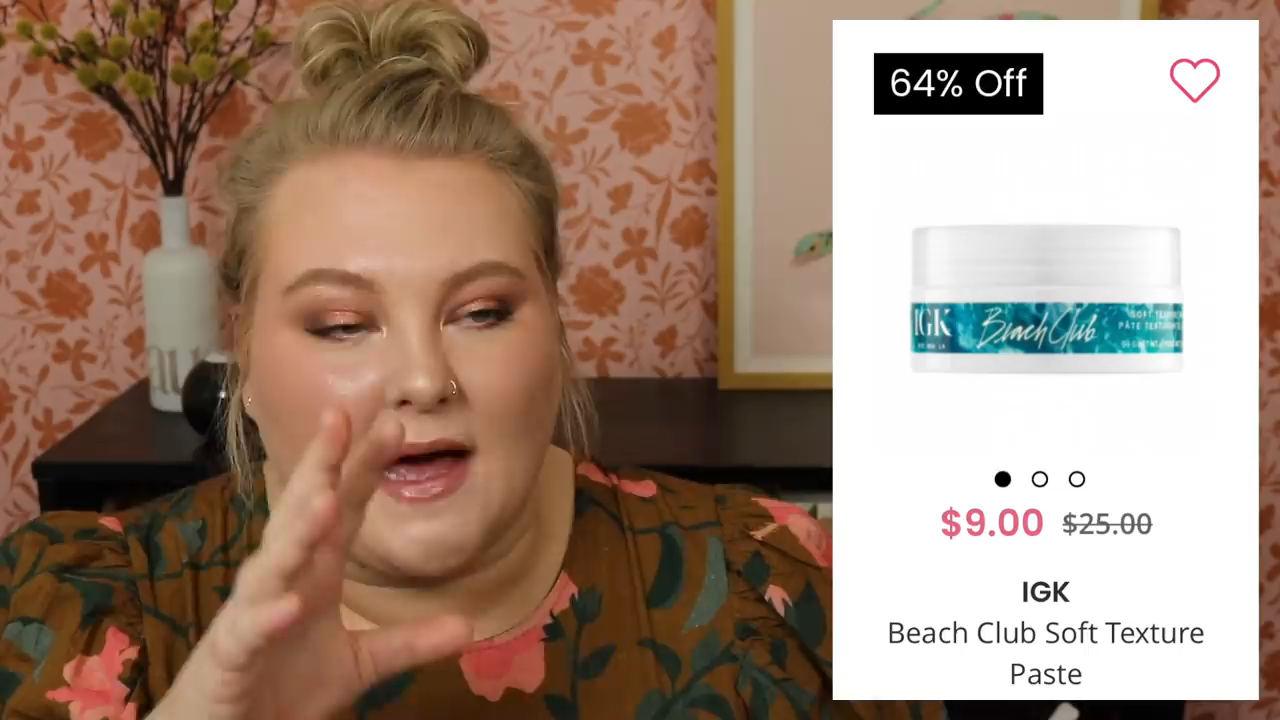 64% Off
IGK
Beach Club
$9.00 $25.00
IGK
Beach Club Soft Texture
Paste